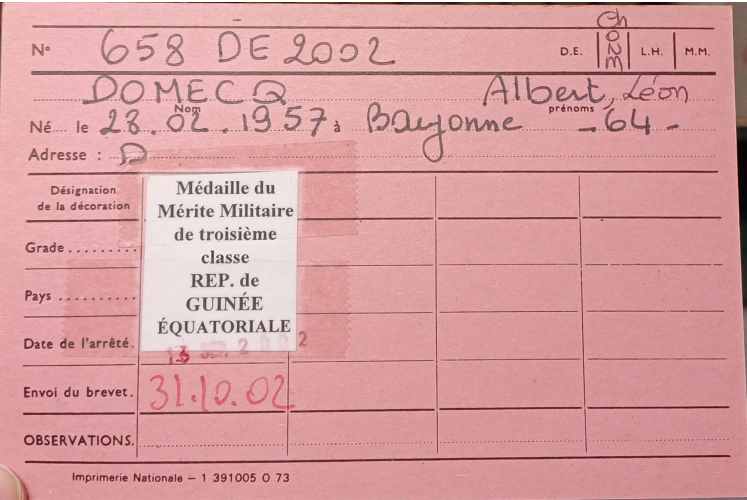 Ch
N° 658 DE 2002 D.E. ONM L.H. M.M.
DOMECQ Albert, Léon
Nom prénoms
Né le 28.02.1957 à Bayonne -64-
Adresse : D
Désignation de la décoration
Médaille du
Mérite Militaire
de troisième
classe
REP. de
GUINÉE
ÉQUATORIALE
Grade
Pays
Date de l'arrêté. 13 2002
Envoi du brevet. 31.10.02
OBSERVATIONS.
Imprimerie Nationale — 1 391005 O 73